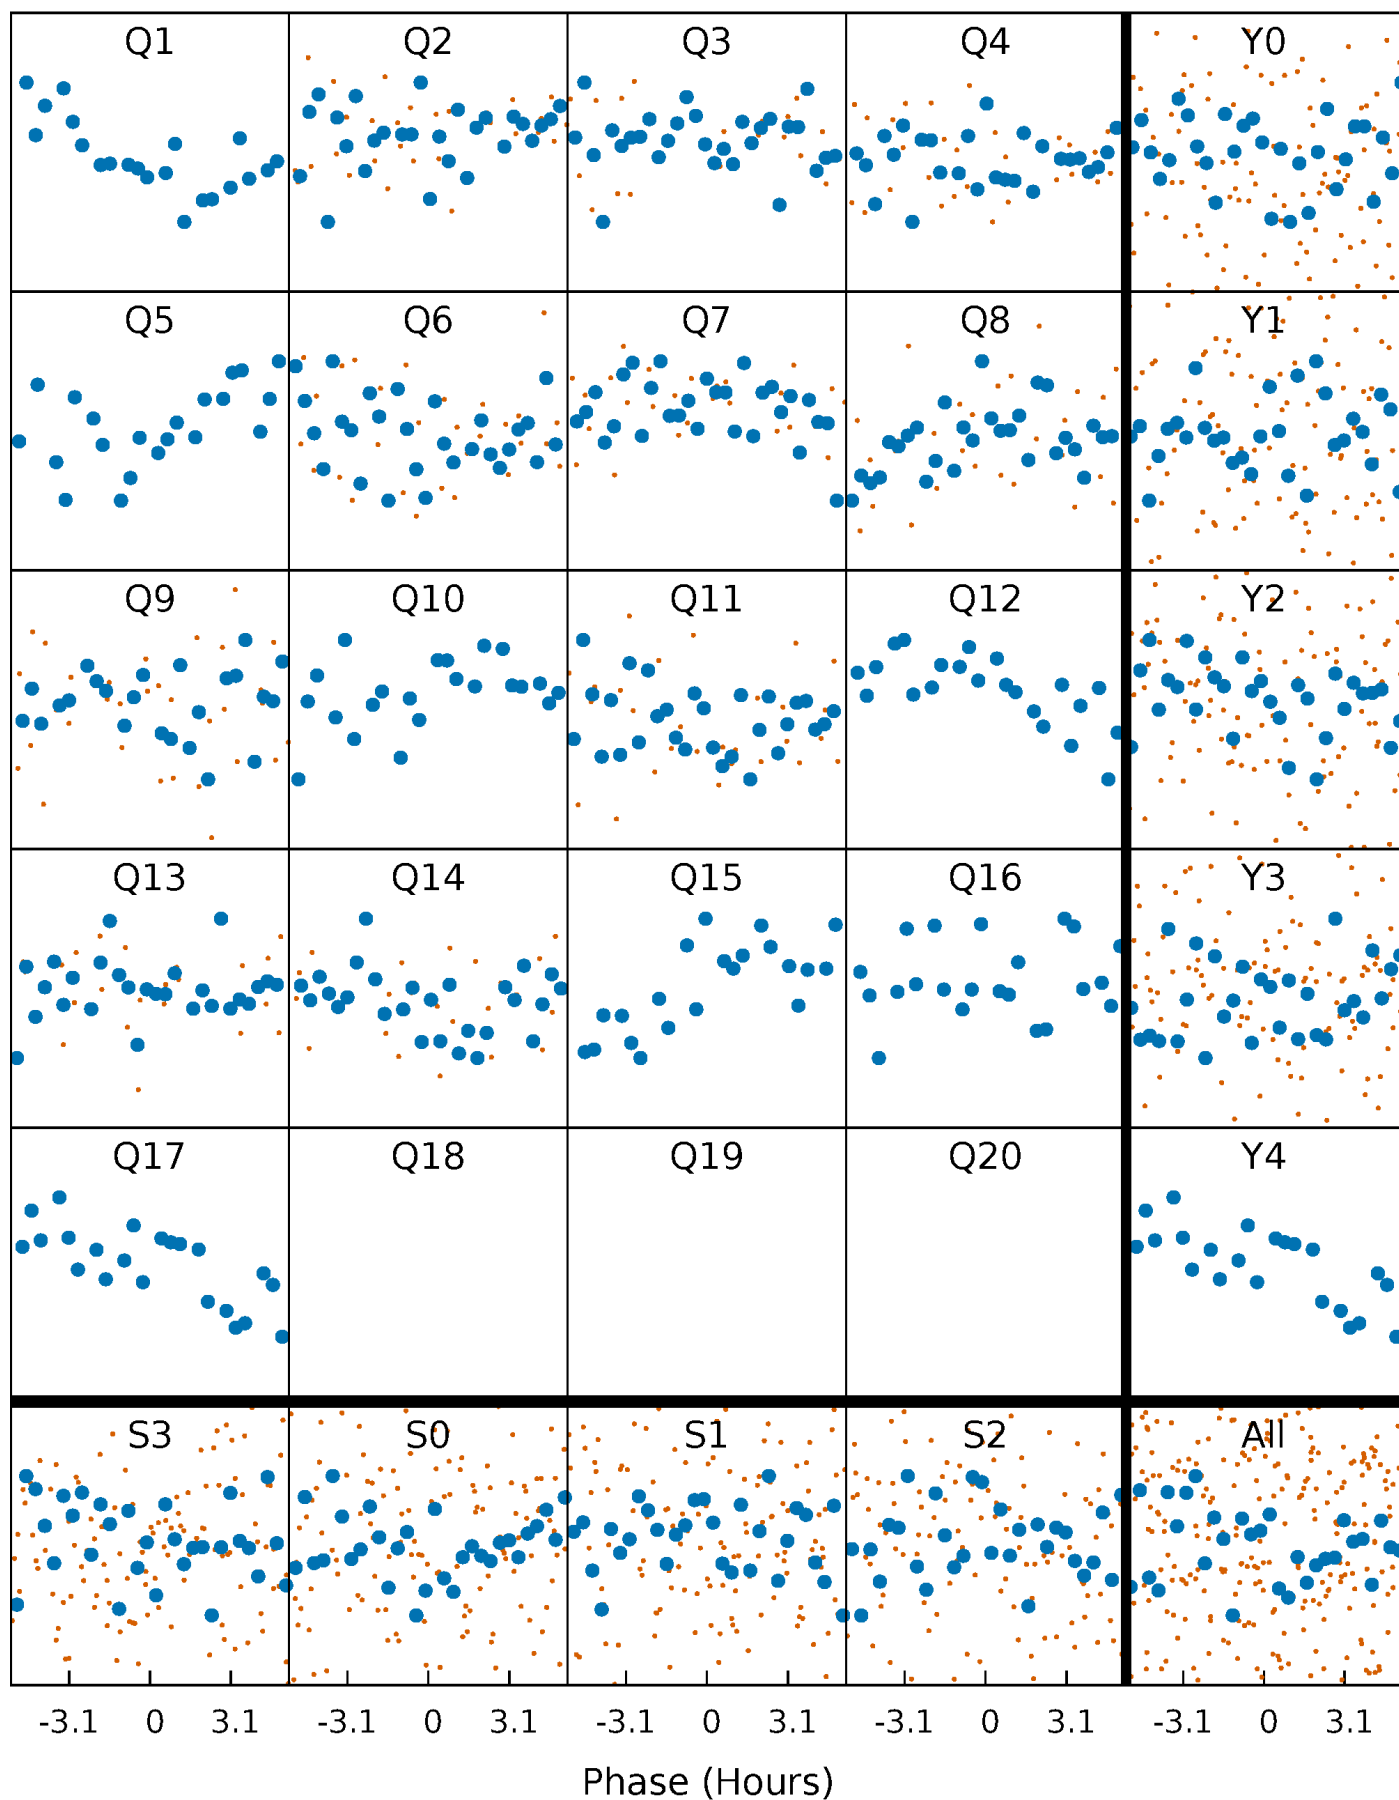 Q1 Q2 Q3 Q4 Y0
Q5 Q6 Q7 Q8 Y1
Q9 Q10 Q11 Q12 Y2
Q13 Q14 Q15 Q16 Y3
Q17 Q18 Q19 Q20 Y4
S3 S0 S1 S2 All
-3.1 0 3.1 -3.1 0 3.1 -3.1 0 3.1 -3.1 0 3.1 -3.1 0 3.1
Phase (Hours)